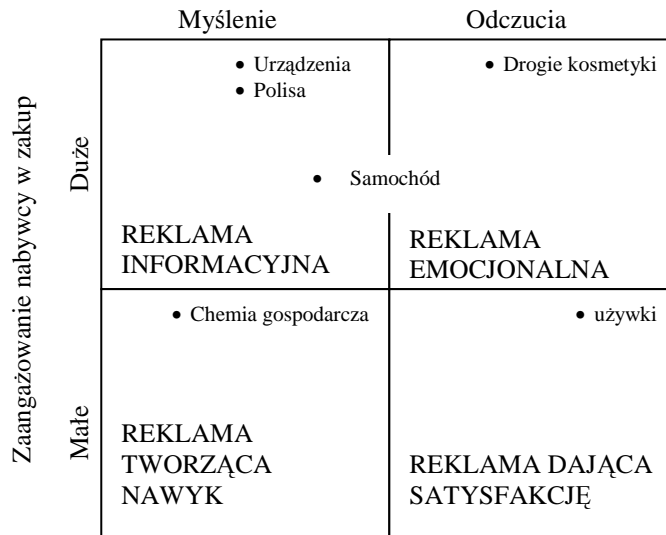 Myślenie
Odczucia
Zaangażowanie nabywcy w zakup
Duże
• Urządzenia
• Polisa
• Drogie kosmetyki
• Samochód
REKLAMA
INFORMACYJNA
REKLAMA
EMOCJONALNA
Małe
• Chemia gospodarcza
• używki
REKLAMA
TWORZĄCA
NAWYK
REKLAMA DAJĄCA
SATYSFAKCJĘ